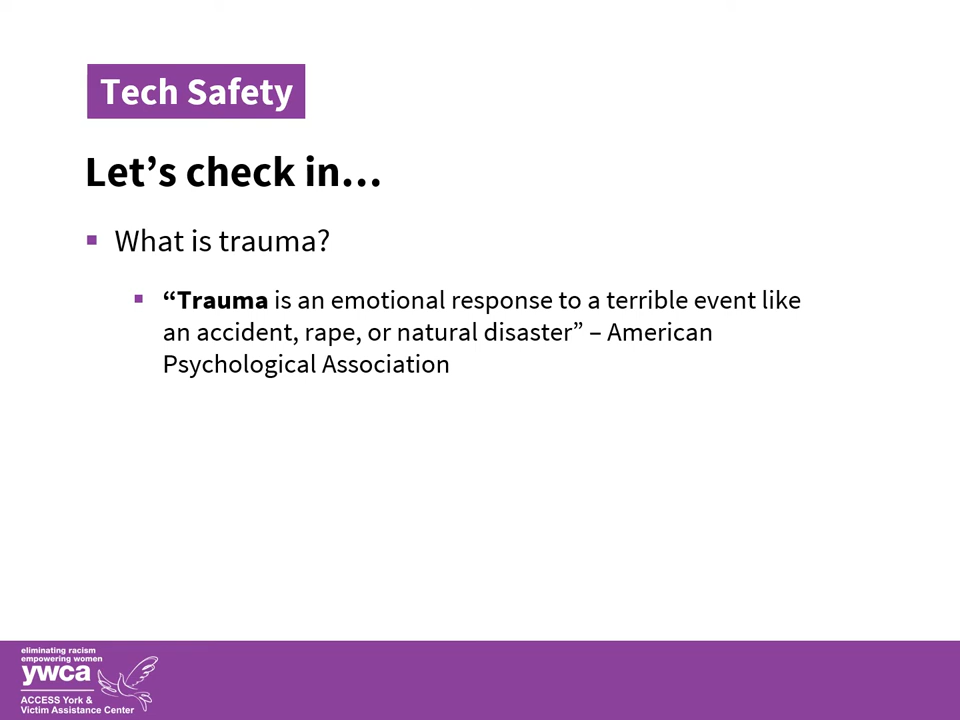 Tech Safety
Let’s check in...
What is trauma?
“Trauma is an emotional response to a terrible event like
an accident, rape, or natural disaster” – American
Psychological Association
eliminating racism
empowering women
ywca
ACCESS York &
Victim Assistance Center